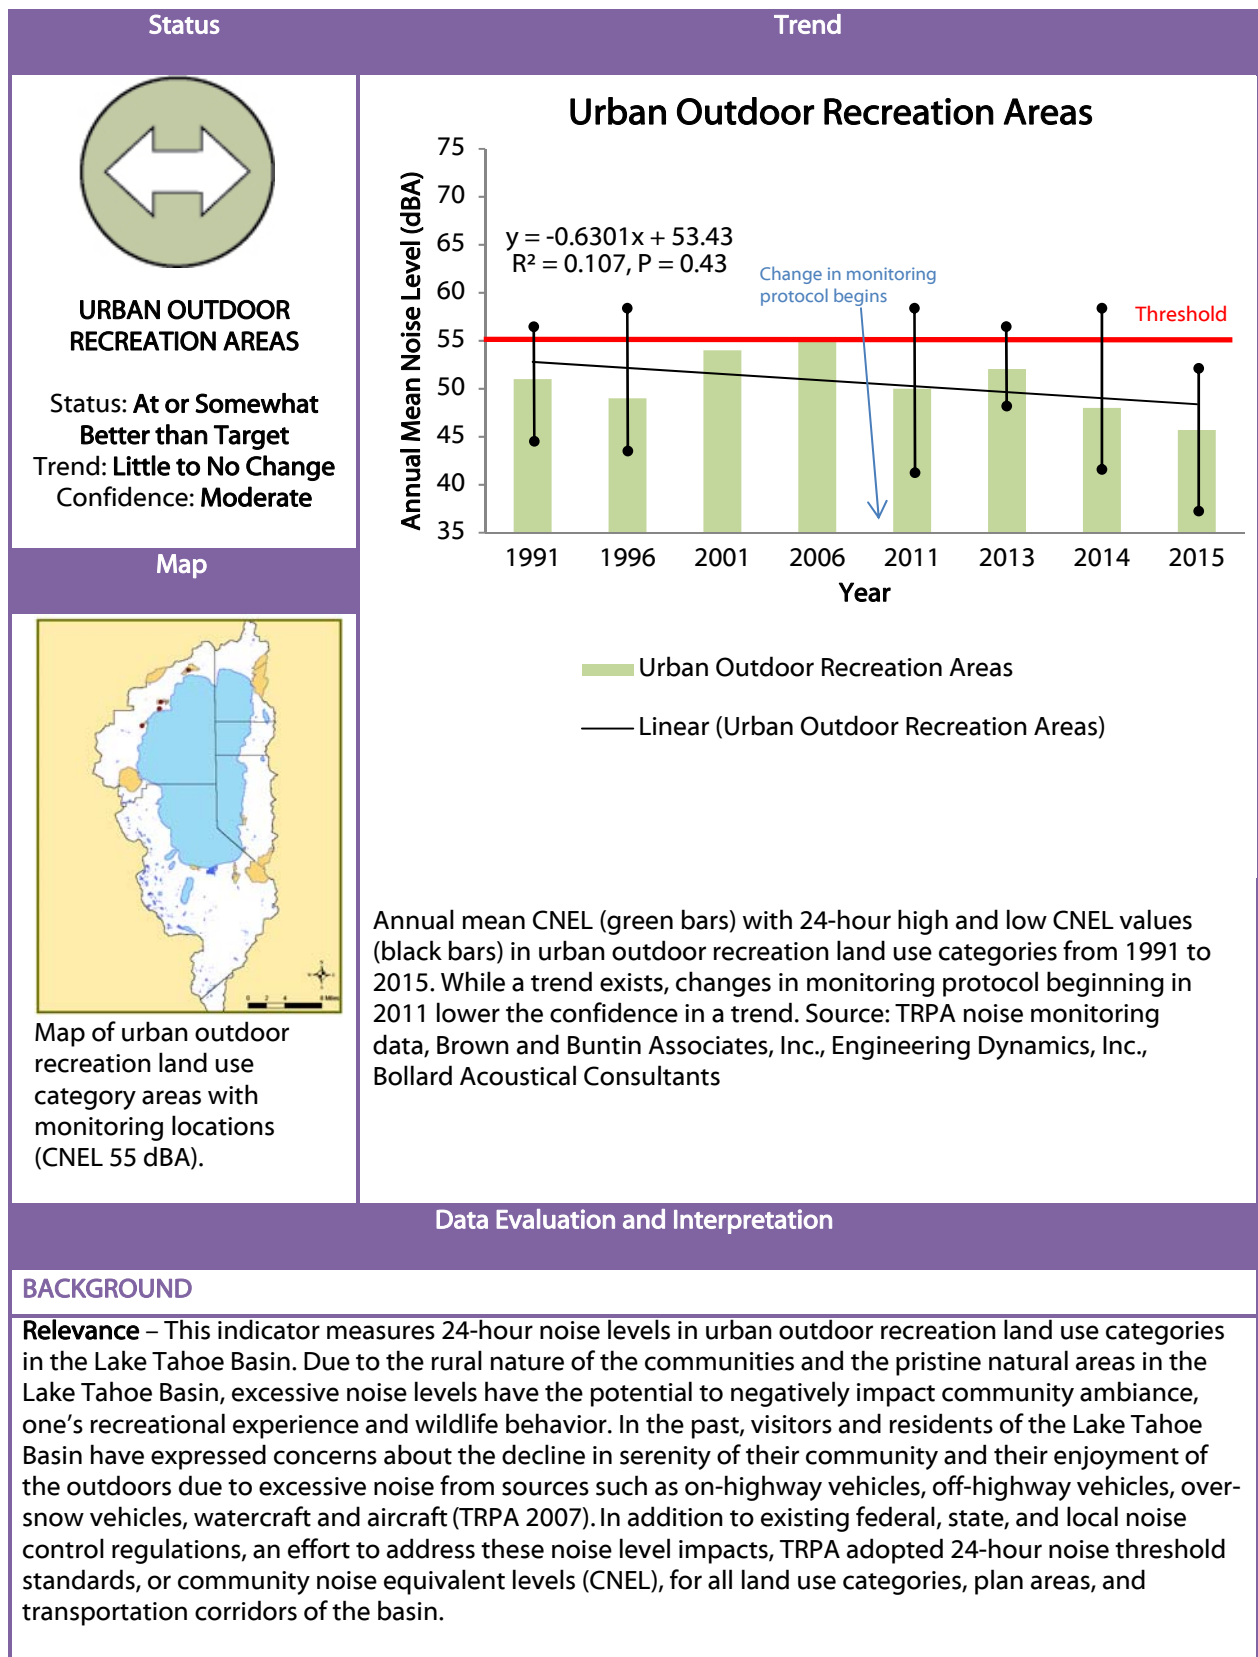 Status
Trend
URBAN OUTDOOR
RECREATION AREAS
Status: At or Somewhat
Better than Target
Trend: Little to No Change
Confidence: Moderate
Urban Outdoor Recreation Areas
Annual Mean Noise Level (dBA)
75
70
65
60
55
50
45
40
35
y = -0.6301x + 53.43
R² = 0.107, P = 0.43
Change in monitoring
protocol begins
Threshold
1991 1996 2001 2006 2011 2013 2014 2015
Year
Urban Outdoor Recreation Areas
Linear (Urban Outdoor Recreation Areas)
Map
Map of urban outdoor
recreation land use
category areas with
monitoring locations
(CNEL 55 dBA).
Annual mean CNEL (green bars) with 24-hour high and low CNEL values
(black bars) in urban outdoor recreation land use categories from 1991 to
2015. While a trend exists, changes in monitoring protocol beginning in
2011 lower the confidence in a trend. Source: TRPA noise monitoring
data, Brown and Buntin Associates, Inc., Engineering Dynamics, Inc.,
Bollard Acoustical Consultants
Data Evaluation and Interpretation
BACKGROUND
Relevance – This indicator measures 24-hour noise levels in urban outdoor recreation land use categories
in the Lake Tahoe Basin. Due to the rural nature of the communities and the pristine natural areas in the
Lake Tahoe Basin, excessive noise levels have the potential to negatively impact community ambiance,
one's recreational experience and wildlife behavior. In the past, visitors and residents of the Lake Tahoe
Basin have expressed concerns about the decline in serenity of their community and their enjoyment of
the outdoors due to excessive noise from sources such as on-highway vehicles, off-highway vehicles, over-
snow vehicles, watercraft and aircraft (TRPA 2007). In addition to existing federal, state, and local noise
control regulations, an effort to address these noise level impacts, TRPA adopted 24-hour noise threshold
standards, or community noise equivalent levels (CNEL), for all land use categories, plan areas, and
transportation corridors of the basin.